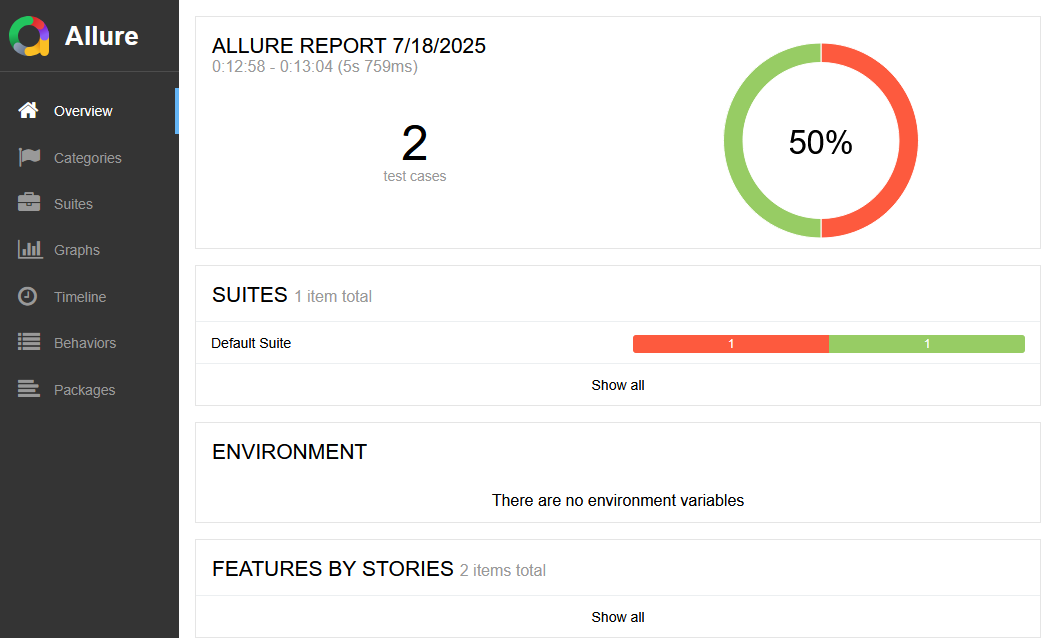 Allure
Overview
Categories
Suites
Graphs
Timeline
Behaviors
Packages
ALLURE REPORT 7/18/2025
0:12:58 - 0:13:04 (5s 759ms)
2
test cases
50%
SUITES 1 item total
Default Suite 1 1
Show all
ENVIRONMENT
There are no environment variables
FEATURES BY STORIES 2 items total
Show all